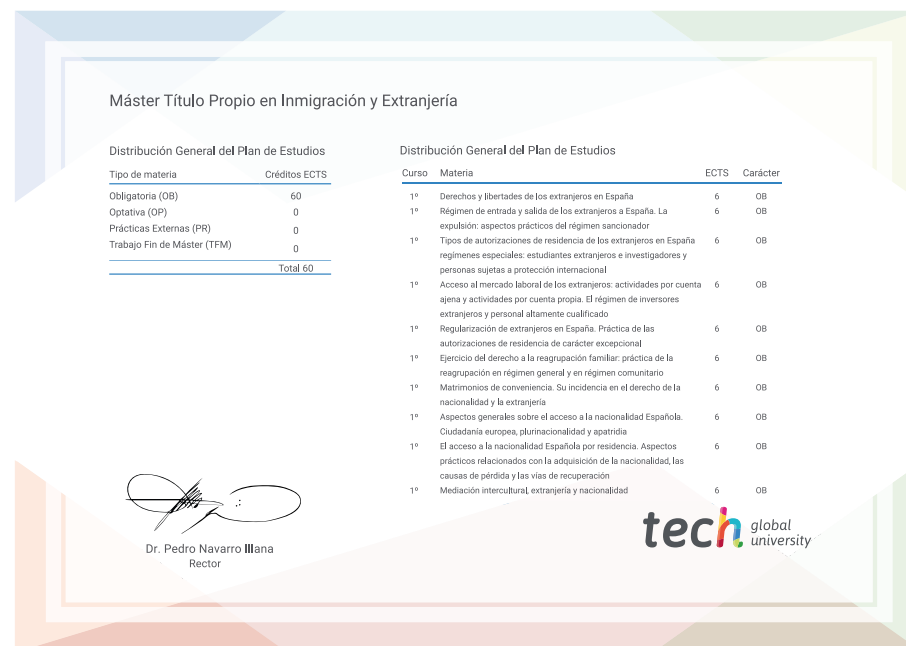 Máster Título Propio en Inmigración y Extranjería
Distribución General del Plan de Estudios
Tipo de materia Créditos ECTS
Obligatoria (OB) 60
Optativa (OP) 0
Prácticas Externas (PR) 0
Trabajo Fin de Máster (TFM) 0
Total 60
Distribución General del Plan de Estudios
Curso Materia ECTS Carácter
1º Derechos y libertades de los extranjeros en España 6 OB
1º Régimen de entrada y salida de los extranjeros a España. La 6 OB
expulsión: aspectos prácticos del régimen sancionador
1º Tipos de autorizaciones de residencia de los extranjeros en España 6 OB
regímenes especiales: estudiantes extranjeros e investigadores y
personas sujetas a protección internacional
1º Acceso al mercado laboral de los extranjeros: actividades por cuenta 6 OB
ajena y actividades por cuenta propia. El régimen de inversores
extranjeros y personal altamente cualificado
1º Regularización de extranjeros en España. Práctica de las 6 OB
autorizaciones de residencia de carácter excepcional
1º Ejercicio del derecho a la reagrupación familiar: práctica de la 6 OB
reagrupación en régimen general y en régimen comunitario
1º Matrimonios de conveniencia. Su incidencia en el derecho de la 6 OB
nacionalidad y la extranjería
1º Aspectos generales sobre el acceso a la nacionalidad Española. 6 OB
Ciudadanía europea, plurinacionalidad y apatridia
1º El acceso a la nacionalidad Española por residencia. Aspectos 6 OB
prácticos relacionados con la adquisición de la nacionalidad, las
causas de pérdida y las vías de recuperación
1º Mediación intercultural, extranjería y nacionalidad 6 OB
Dr. Pedro Navarro Illana
Rector
tech global
university